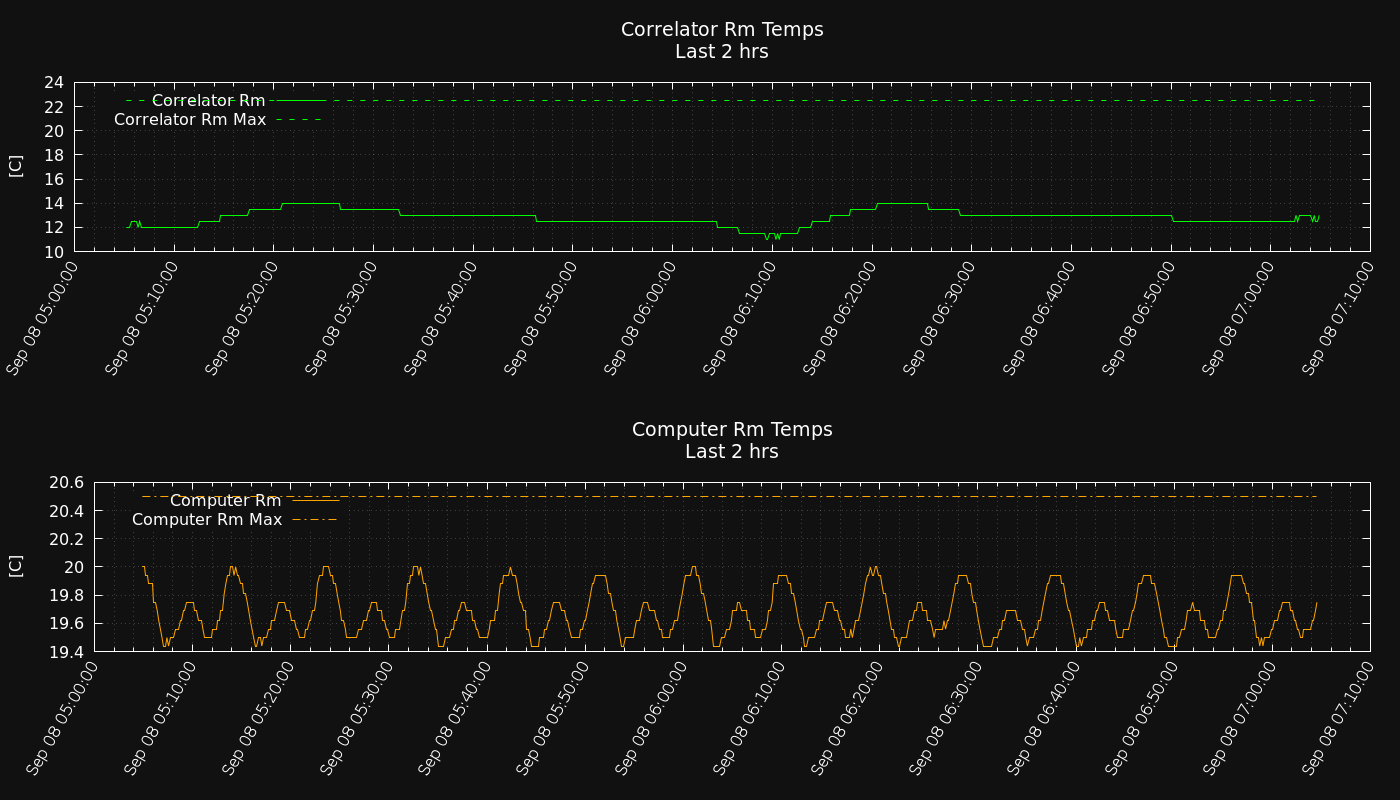 Correlator Rm Temps
Last 2 hrs
24
22
20
18
16
14
12
10
[C]
Correlator Rm
Correlator Rm Max
Sep 08 05:00:00
Sep 08 05:10:00
Sep 08 05:20:00
Sep 08 05:30:00
Sep 08 05:40:00
Sep 08 05:50:00
Sep 08 06:00:00
Sep 08 06:10:00
Sep 08 06:20:00
Sep 08 06:30:00
Sep 08 06:40:00
Sep 08 06:50:00
Sep 08 07:00:00
Sep 08 07:10:00
Computer Rm Temps
Last 2 hrs
20.6
20.4
20.2
20
19.8
19.6
19.4
[C]
Computer Rm
Computer Rm Max
Sep 08 05:00:00
Sep 08 05:10:00
Sep 08 05:20:00
Sep 08 05:30:00
Sep 08 05:40:00
Sep 08 05:50:00
Sep 08 06:00:00
Sep 08 06:10:00
Sep 08 06:20:00
Sep 08 06:30:00
Sep 08 06:40:00
Sep 08 06:50:00
Sep 08 07:00:00
Sep 08 07:10:00